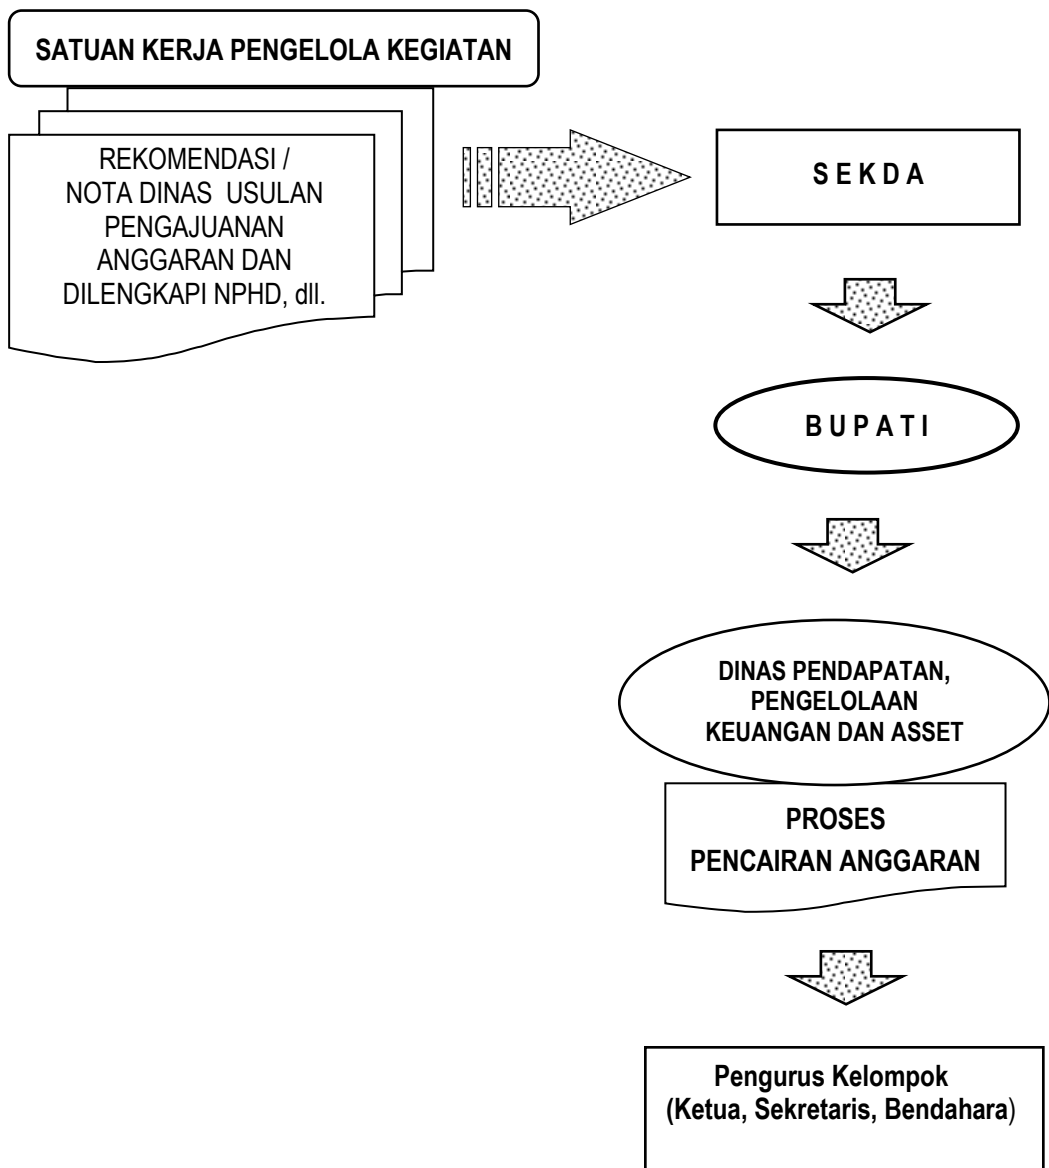 SATUAN KERJA PENGELOLA KEGIATAN
REKOMENDASI /
NOTA DINAS USULAN
PENGAJUANAN
ANGGARAN DAN
DILENGKAPI NPHD, dll.
S E K D A
B U P A T I
DINAS PENDAPATAN,
PENGELOLAAN
KEUANGAN DAN ASSET
PROSES
PENCAIRAN ANGGARAN
Pengurus Kelompok
(Ketua, Sekretaris, Bendahara)